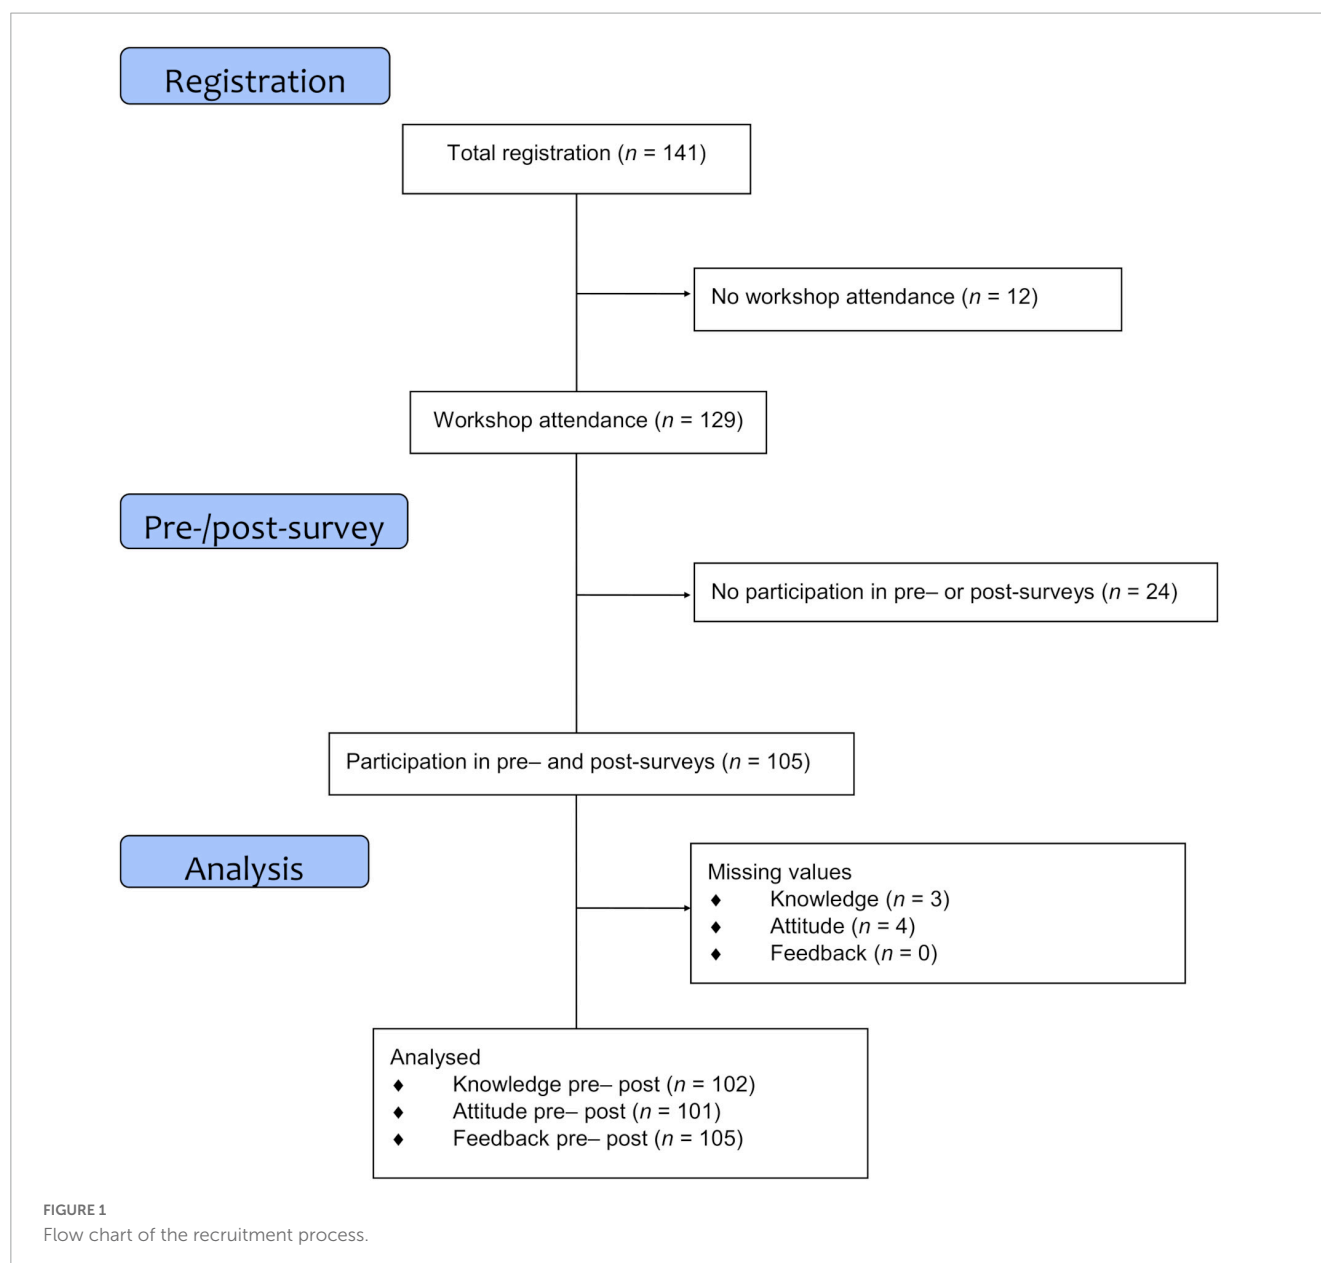 Registration
Total registration (n = 141)
No workshop attendance (n = 12)
Workshop attendance (n = 129)
Pre-/post-survey
No participation in pre– or post-surveys (n = 24)
Participation in pre– and post-surveys (n = 105)
Analysis
Missing values
♦ Knowledge (n = 3)
♦ Attitude (n = 4)
♦ Feedback (n = 0)
Analysed
♦ Knowledge pre– post (n = 102)
♦ Attitude pre– post (n = 101)
♦ Feedback pre– post (n = 105)
FIGURE 1
Flow chart of the recruitment process.